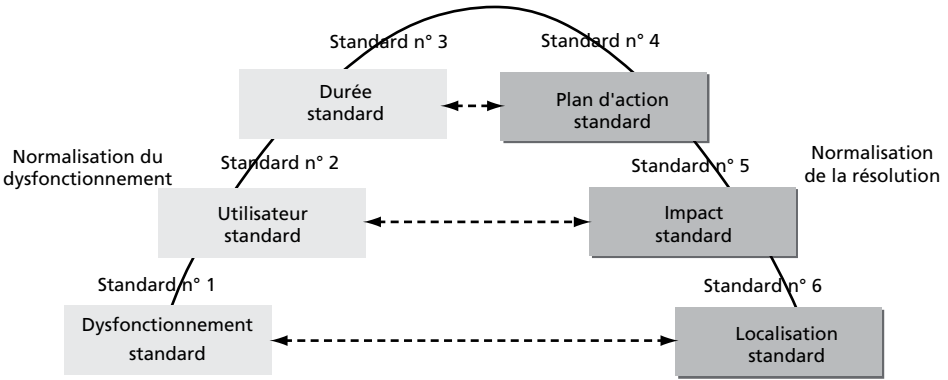 Standard n° 3
Standard n° 4
Durée
standard
Plan d'action
standard
Normalisation du
dysfonctionnement
Standard n° 2
Standard n° 5
Normalisation
de la résolution
Utilisateur
standard
Impact
standard
Standard n° 1
Standard n° 6
Dysfonctionnement
standard
Localisation
standard